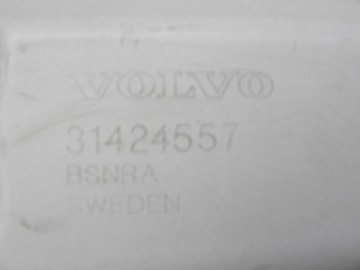 VOLVO
31424557
BSNRA
SWEDEN